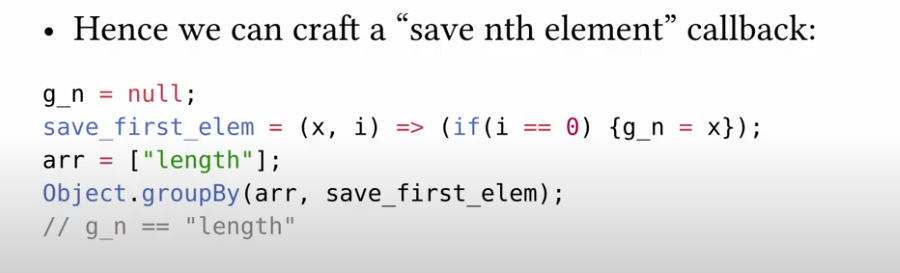 • Hence we can craft a “save nth element” callback:
g_n = null;
save_first_elem = (x, i) => (if(i == 0) {g_n = x});
arr = ["length"];
Object.groupBy(arr, save_first_elem);
// g_n == "length"